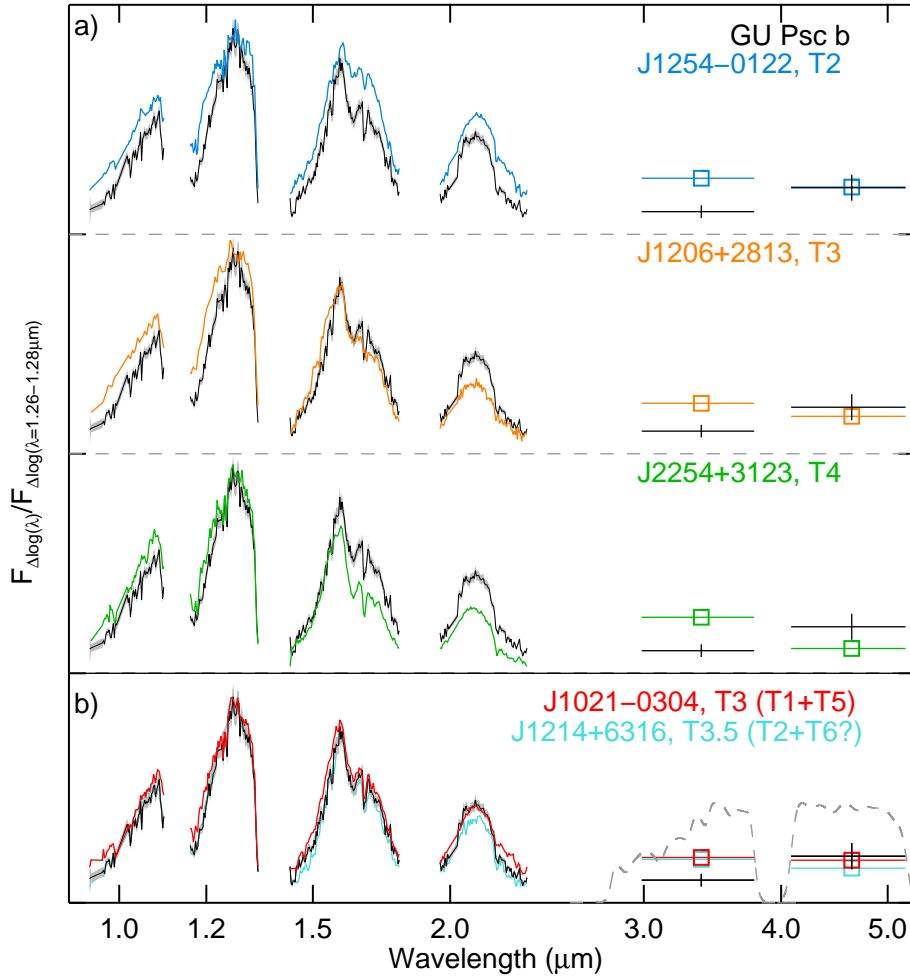 a)
GU Psc b
J1254−0122, T2
J1206+2813, T3
J2254+3123, T4
F Δlog(λ)/F Δlog(λ=1.26−1.28μm)
b)
J1021−0304, T3 (T1+T5)
J1214+6316, T3.5 (T2+T6?)
1.0 1.2 1.5 2.0 3.0 4.0 5.0
Wavelength (μm)